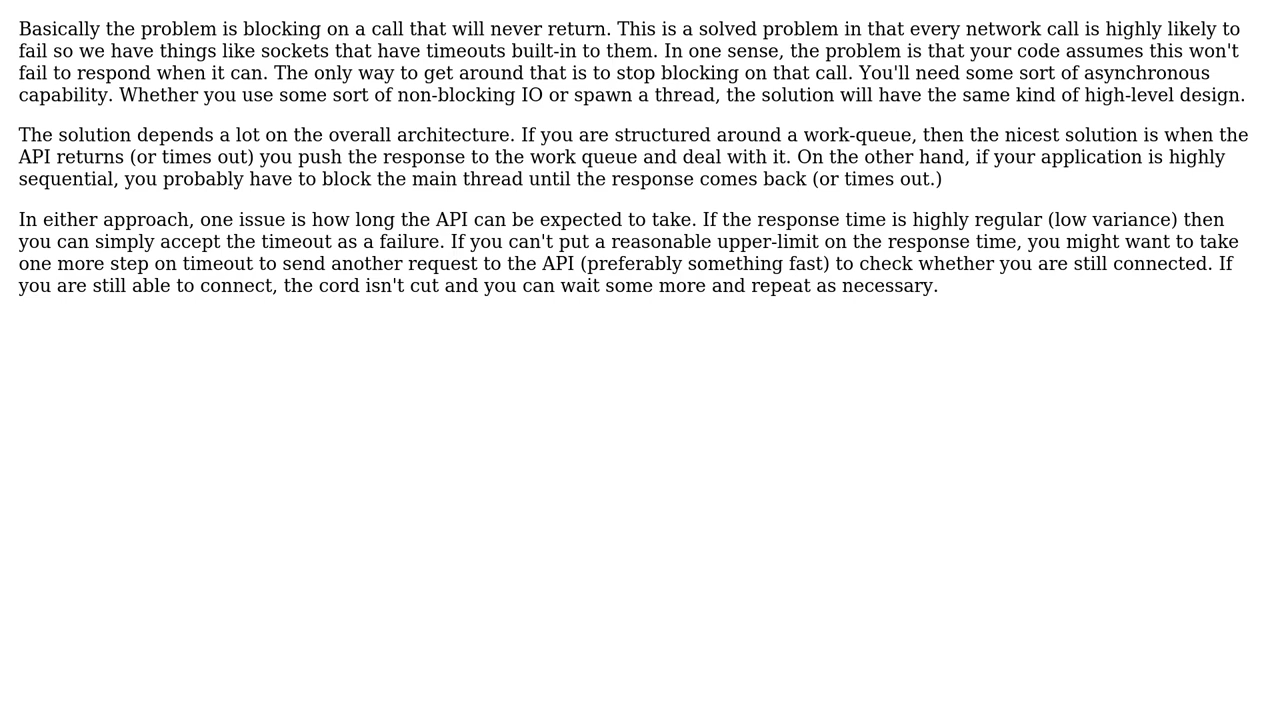 Basically the problem is blocking on a call that will never return. This is a solved problem in that every network call is highly likely to
fail so we have things like sockets that have timeouts built-in to them. In one sense, the problem is that your code assumes this won't
fail to respond when it can. The only way to get around that is to stop blocking on that call. You'll need some sort of asynchronous
capability. Whether you use some sort of non-blocking IO or spawn a thread, the solution will have the same kind of high-level design.
The solution depends a lot on the overall architecture. If you are structured around a work-queue, then the nicest solution is when the
API returns (or times out) you push the response to the work queue and deal with it. On the other hand, if your application is highly
sequential, you probably have to block the main thread until the response comes back (or times out.)
In either approach, one issue is how long the API can be expected to take. If the response time is highly regular (low variance) then
you can simply accept the timeout as a failure. If you can't put a reasonable upper-limit on the response time, you might want to take
one more step on timeout to send another request to the API (preferably something fast) to check whether you are still connected. If
you are still able to connect, the cord isn't cut and you can wait some more and repeat as necessary.